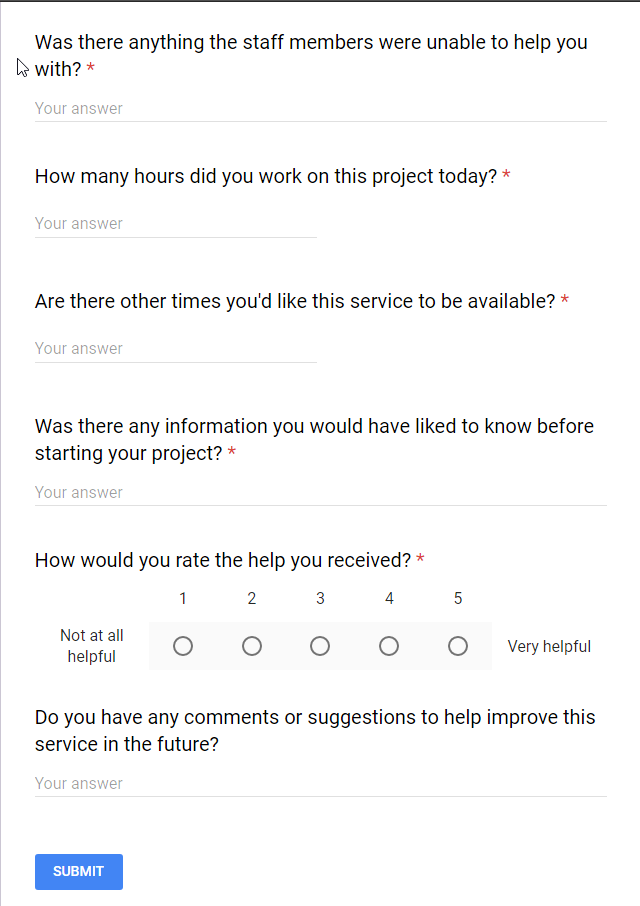 Was there anything the staff members were unable to help you
with? *
Your answer
How many hours did you work on this project today? *
Your answer
Are there other times you'd like this service to be available? *
Your answer
Was there any information you would have liked to know before
starting your project? *
Your answer
How would you rate the help you received? *
1 2 3 4 5
Not at all
helpful
Very helpful
Do you have any comments or suggestions to help improve this
service in the future?
Your answer
SUBMIT